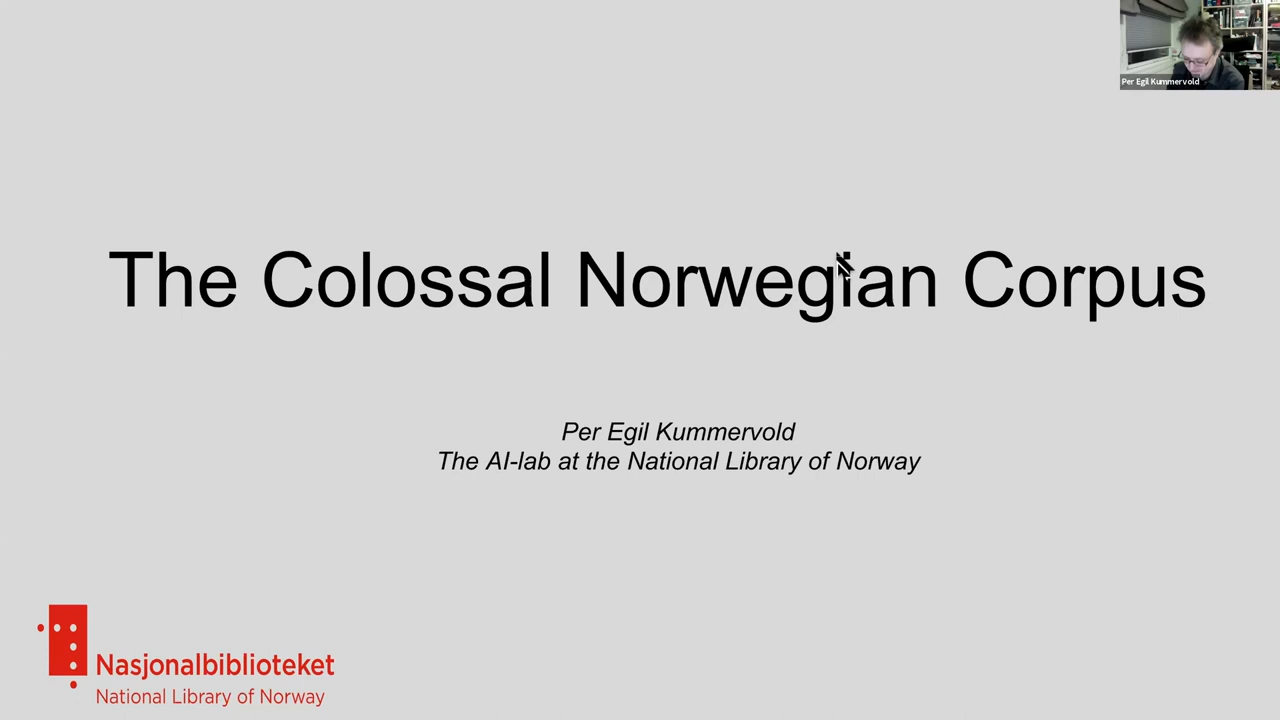 Per Egil Kummervold
The Colossal Norwegian Corpus
Per Egil Kummervold
The AI-lab at the National Library of Norway
Nasjonalbiblioteket
National Library of Norway